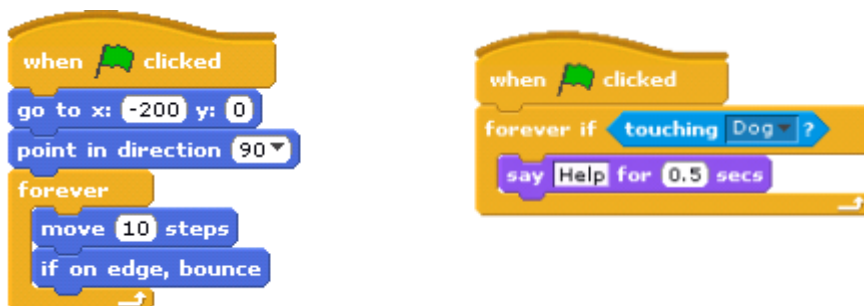 when clicked
go to x: -200 y: 0
point in direction 90
forever
move 10 steps
if on edge, bounce
when clicked
forever if touching Dog ?
say Help for 0.5 secs